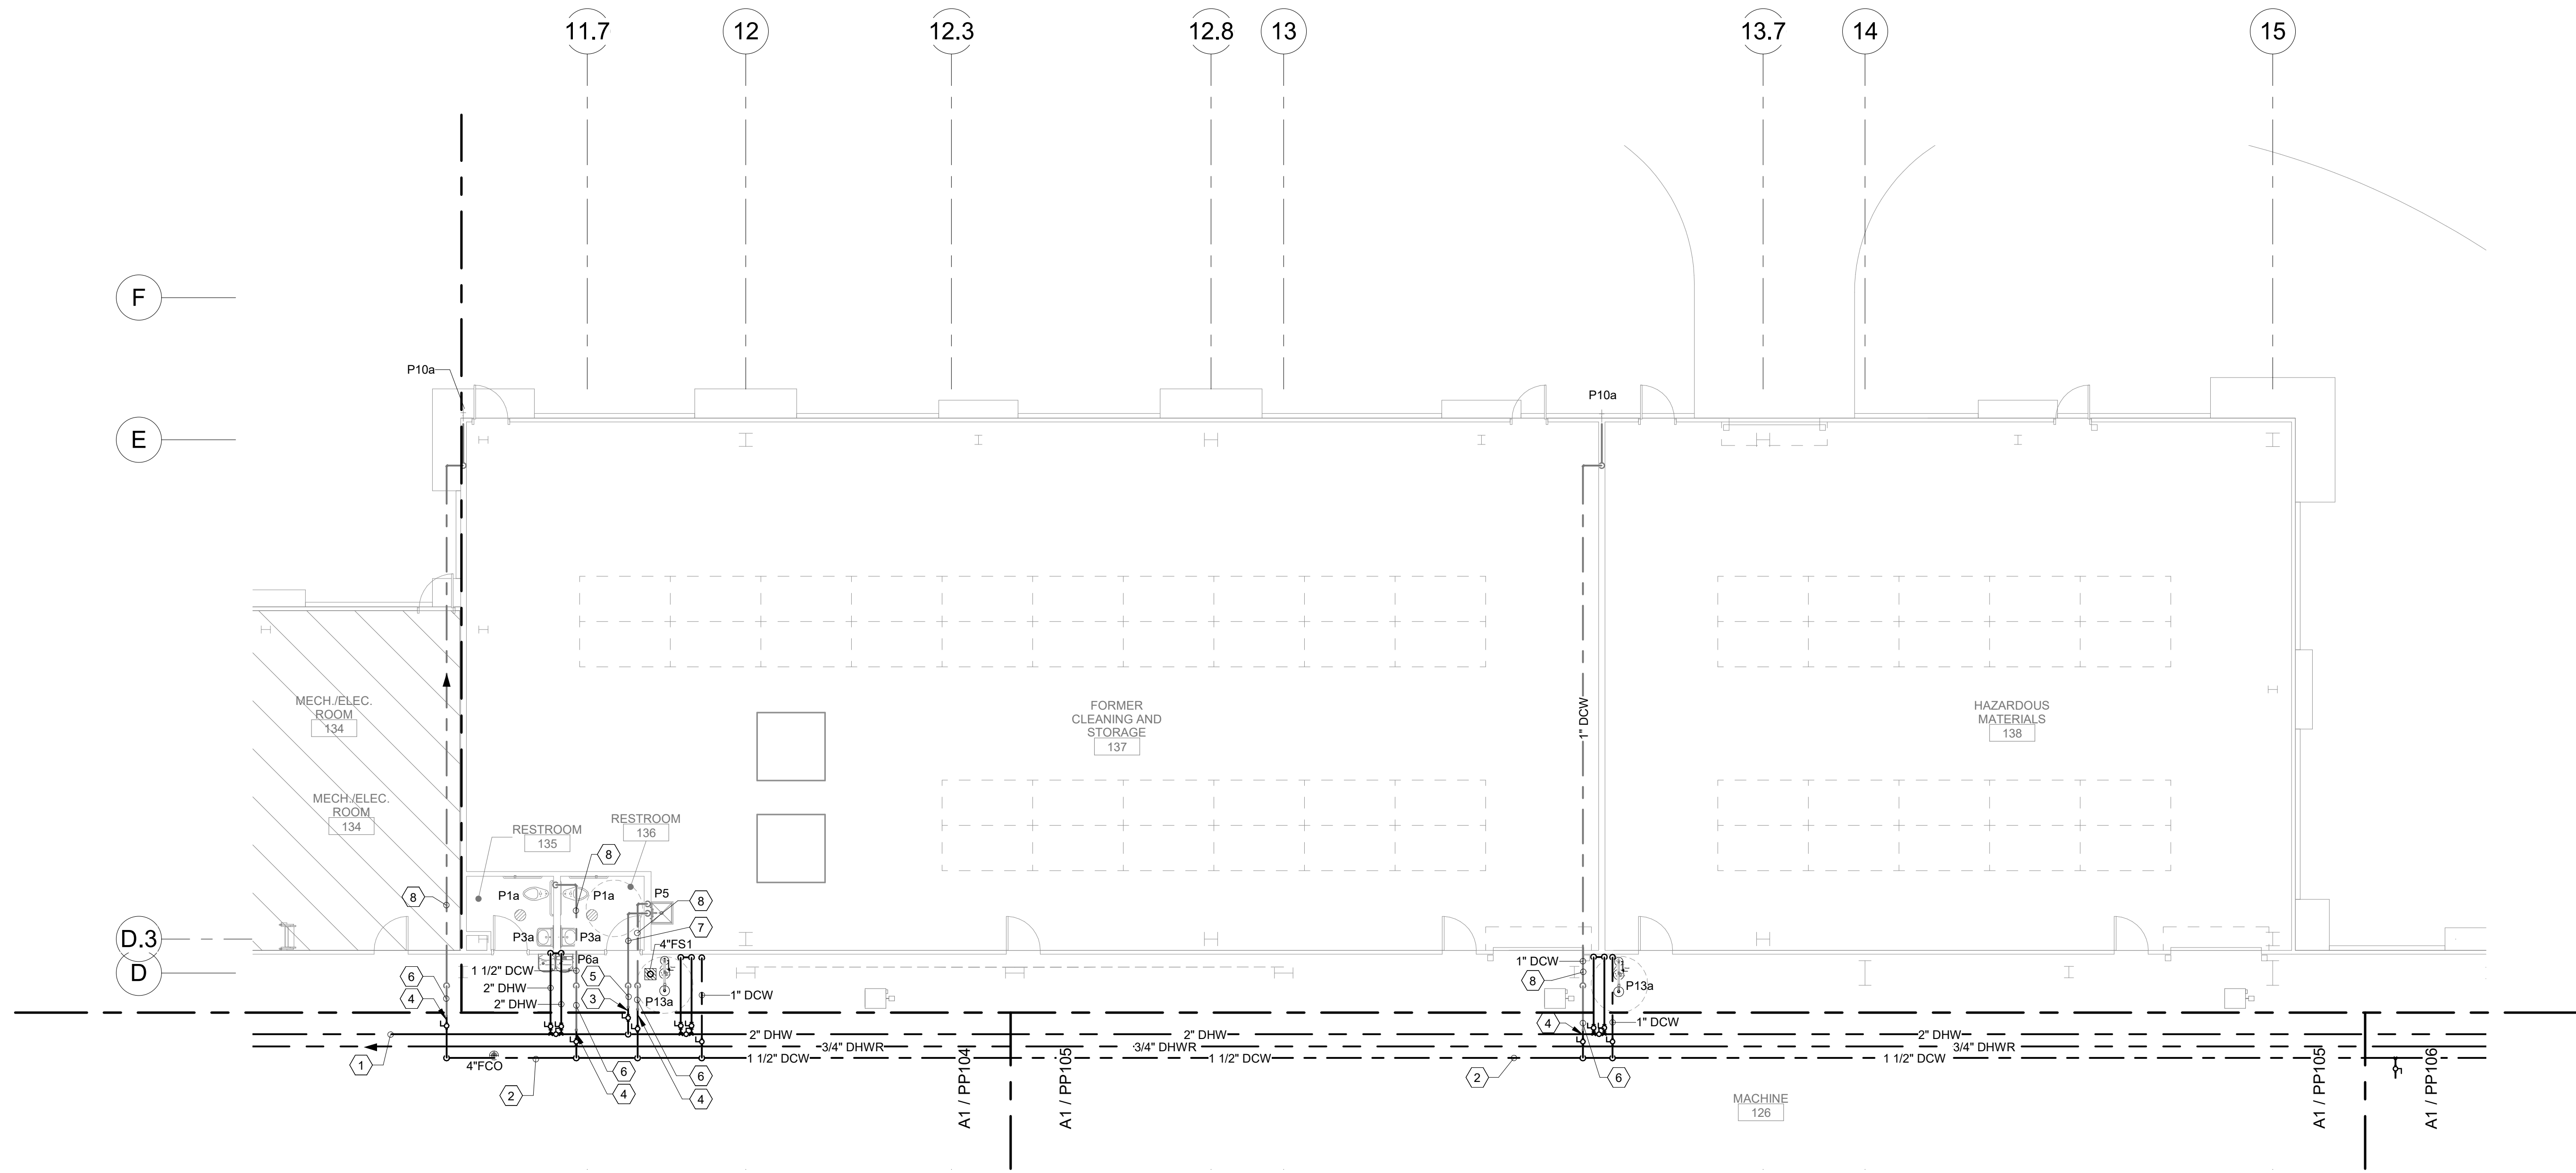 11.7
12
12.3
12.8
13
13.7
14
15
F
P10a
P10a
E
1" DCW
MECH./ELEC.
ROOM
134
FORMER
CLEANING AND
STORAGE
137
HAZARDOUS
MATERIALS
138
MECH./ELEC.
ROOM
134
RESTROOM
135
RESTROOM
136
8
8
P1a
P1a
P5
8
7
D.3
P3a
P3a
4"FS1
D
P6a
1 1/2" DCW
2" DHW
2" DHW
5
3
P13a
1" DCW
6
4
1" DCW
8
P13a
4
1" DCW
2" DHW
2" DHW
2" DHW
3/4" DHWR
3/4" DHWR
3/4" DHWR
1 1/2" DCW
1 1/2" DCW
1 1/2" DCW
1
4"FCO
2
6
4
6
4
2
6
A1 / PP104
A1 / PP105
A1 / PP105
A1 / PP106
MACHINE
126